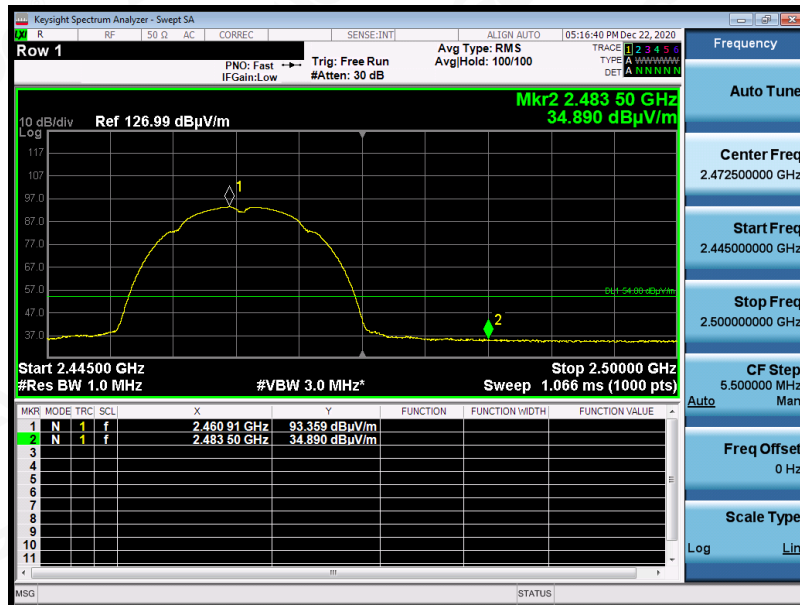 Keysight Spectrum Analyzer - Swept SA
LXI R RF 50 Ω AC CORREC SENSE:INT ALIGN AUTO 05:16:40 PM Dec 22, 2020
Row 1
PNO: Fast
IFGain:Low
Trig: Free Run
#Atten: 30 dB
Avg Type: RMS
Avg|Hold: 100/100
TRACE 1 2 3 4 5 6
TYPE A WWWWW
DET A N N N N N
Mkr2 2.483 50 GHz
34.890 dBµV/m
10 dB/div Ref 126.99 dBµV/m
Log
117
107
97.0
87.0
77.0
67.0
57.0
47.0
37.0
1
DL1 54.00 dBµV/m
2
Start 2.44500 GHz Stop 2.50000 GHz
#Res BW 1.0 MHz #VBW 3.0 MHz* Sweep 1.066 ms (1000 pts)
MKR MODE TRC SCL X Y FUNCTION FUNCTION WIDTH FUNCTION VALUE
1 N 1 f 2.460 91 GHz 93.359 dBµV/m
2 N 1 f 2.483 50 GHz 34.890 dBµV/m
3
4
5
6
7
8
9
10
11
MSG STATUS
Frequency
Auto Tune
Center Freq
2.472500000 GHz
Start Freq
2.445000000 GHz
Stop Freq
2.500000000 GHz
CF Step
5.500000 MHz
Auto Man
Freq Offset
0 Hz
Scale Type
Log Lin